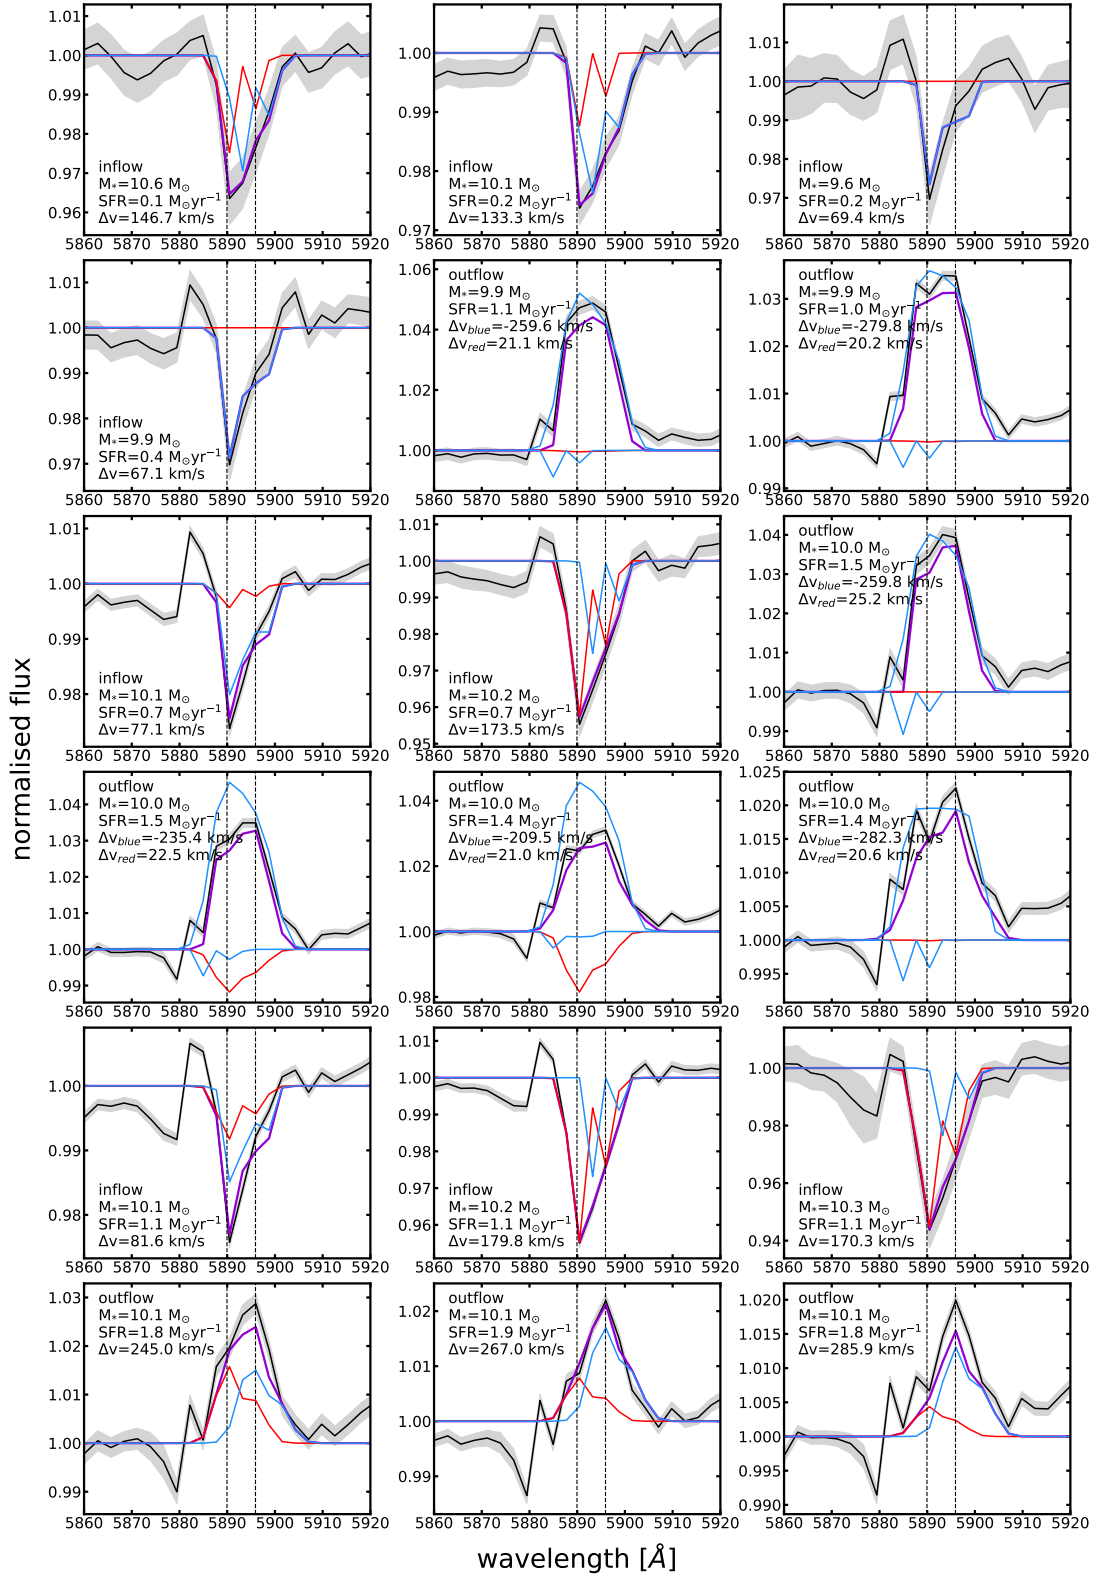 1.01
1.00
0.99
0.98
0.97
0.96
inflow
M*=10.6 M⊙
SFR=0.1 M⊙yr−1
Δv=146.7 km/s
5860 5870 5880 5890 5900 5910 5920
1.00
0.99
0.98
0.97
inflow
M*=10.1 M⊙
SFR=0.2 M⊙yr−1
Δv=133.3 km/s
5860 5870 5880 5890 5900 5910 5920
1.01
1.00
0.99
0.98
0.97
inflow
M*=9.6 M⊙
SFR=0.2 M⊙yr−1
Δv=69.4 km/s
5860 5870 5880 5890 5900 5910 5920
1.01
1.00
0.99
0.98
0.97
inflow
M*=9.9 M⊙
SFR=0.4 M⊙yr−1
Δv=67.1 km/s
5860 5870 5880 5890 5900 5910 5920
1.06
1.04
1.02
1.00
outflow
M*=9.9 M⊙
SFR=1.1 M⊙yr−1
Δvblue=-259.6 km/s
Δvred=21.1 km/s
5860 5870 5880 5890 5900 5910 5920
1.03
1.02
1.01
1.00
0.99
outflow
M*=9.9 M⊙
SFR=1.0 M⊙yr−1
Δvblue=-279.8 km/s
Δvred=20.2 km/s
5860 5870 5880 5890 5900 5910 5920
1.01
1.00
0.99
0.98
inflow
M*=10.1 M⊙
SFR=0.7 M⊙yr−1
Δv=77.1 km/s
5860 5870 5880 5890 5900 5910 5920
1.01
1.00
0.99
0.98
0.97
0.96
0.95
inflow
M*=10.2 M⊙
SFR=0.7 M⊙yr−1
Δv=173.5 km/s
5860 5870 5880 5890 5900 5910 5920
1.04
1.03
1.02
1.01
1.00
0.99
outflow
M*=10.0 M⊙
SFR=1.5 M⊙yr−1
Δvblue=-259.8 km/s
Δvred=25.2 km/s
5860 5870 5880 5890 5900 5910 5920
normalised flux
1.04
1.03
1.02
1.01
1.00
0.99
outflow
M*=10.0 M⊙
SFR=1.5 M⊙yr−1
Δvblue=-235.4 km/s
Δvred=22.5 km/s
5860 5870 5880 5890 5900 5910 5920
1.04
1.02
1.00
0.98
outflow
M*=10.0 M⊙
SFR=1.4 M⊙yr−1
Δvblue=-209.5 km/s
Δvred=21.0 km/s
5860 5870 5880 5890 5900 5910 5920
1.025
1.020
1.015
1.010
1.005
1.000
0.995
outflow
M*=10.0 M⊙
SFR=1.4 M⊙yr−1
Δvblue=-282.3 km/s
Δvred=20.6 km/s
5860 5870 5880 5890 5900 5910 5920
1.00
0.99
0.98
inflow
M*=10.1 M⊙
SFR=1.1 M⊙yr−1
Δv=81.6 km/s
5860 5870 5880 5890 5900 5910 5920
1.01
1.00
0.99
0.98
0.97
0.96
inflow
M*=10.2 M⊙
SFR=1.1 M⊙yr−1
Δv=179.8 km/s
5860 5870 5880 5890 5900 5910 5920
1.00
0.98
0.96
0.94
inflow
M*=10.3 M⊙
SFR=1.1 M⊙yr−1
Δv=170.3 km/s
5860 5870 5880 5890 5900 5910 5920
1.03
1.02
1.01
1.00
0.99
outflow
M*=10.1 M⊙
SFR=1.8 M⊙yr−1
Δv=245.0 km/s
5860 5870 5880 5890 5900 5910 5920
1.02
1.01
1.00
0.99
outflow
M*=10.1 M⊙
SFR=1.9 M⊙yr−1
Δv=267.0 km/s
5860 5870 5880 5890 5900 5910 5920
1.020
1.015
1.010
1.005
1.000
0.995
0.990
outflow
M*=10.1 M⊙
SFR=1.8 M⊙yr−1
Δv=285.9 km/s
5860 5870 5880 5890 5900 5910 5920
wavelength [Å]